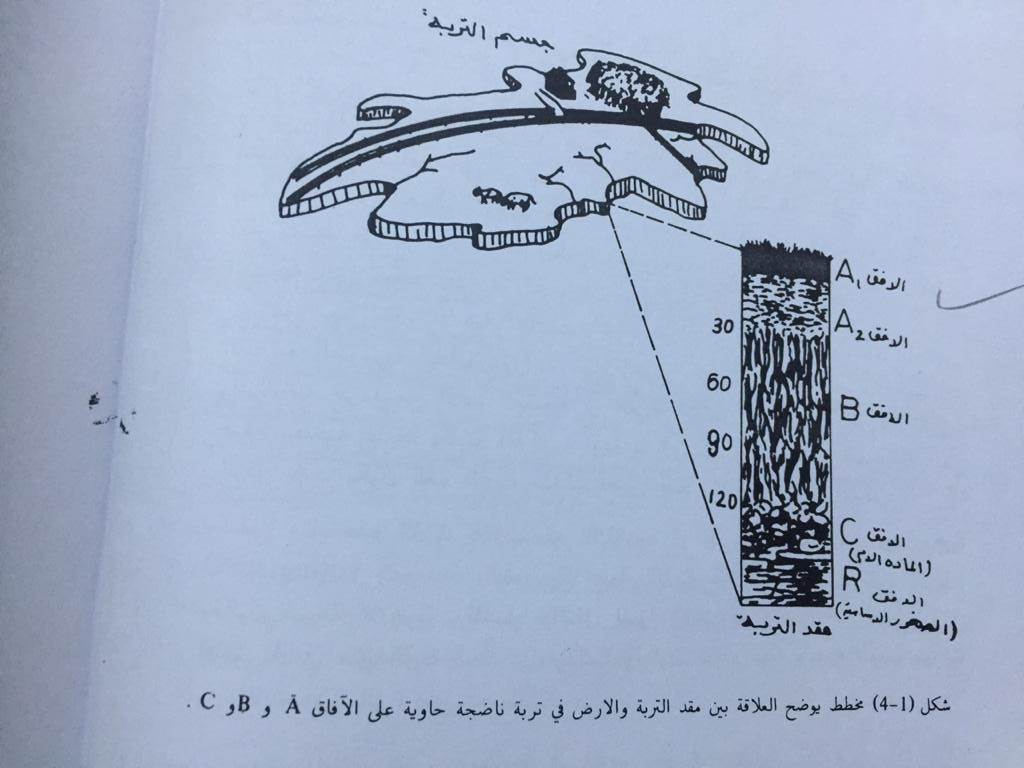 جسم التربة
الافق A₁
30
الافق A₂
60
الافق B
90
120
الافق C
(الماده الام)
الافق R
(الصخور الاساسية)
مقد التربة
شكل (1-4) مخطط يوضح العلاقة بين مقد التربة والارض في تربة ناضجة حاوية على الآفاق A و B و C .